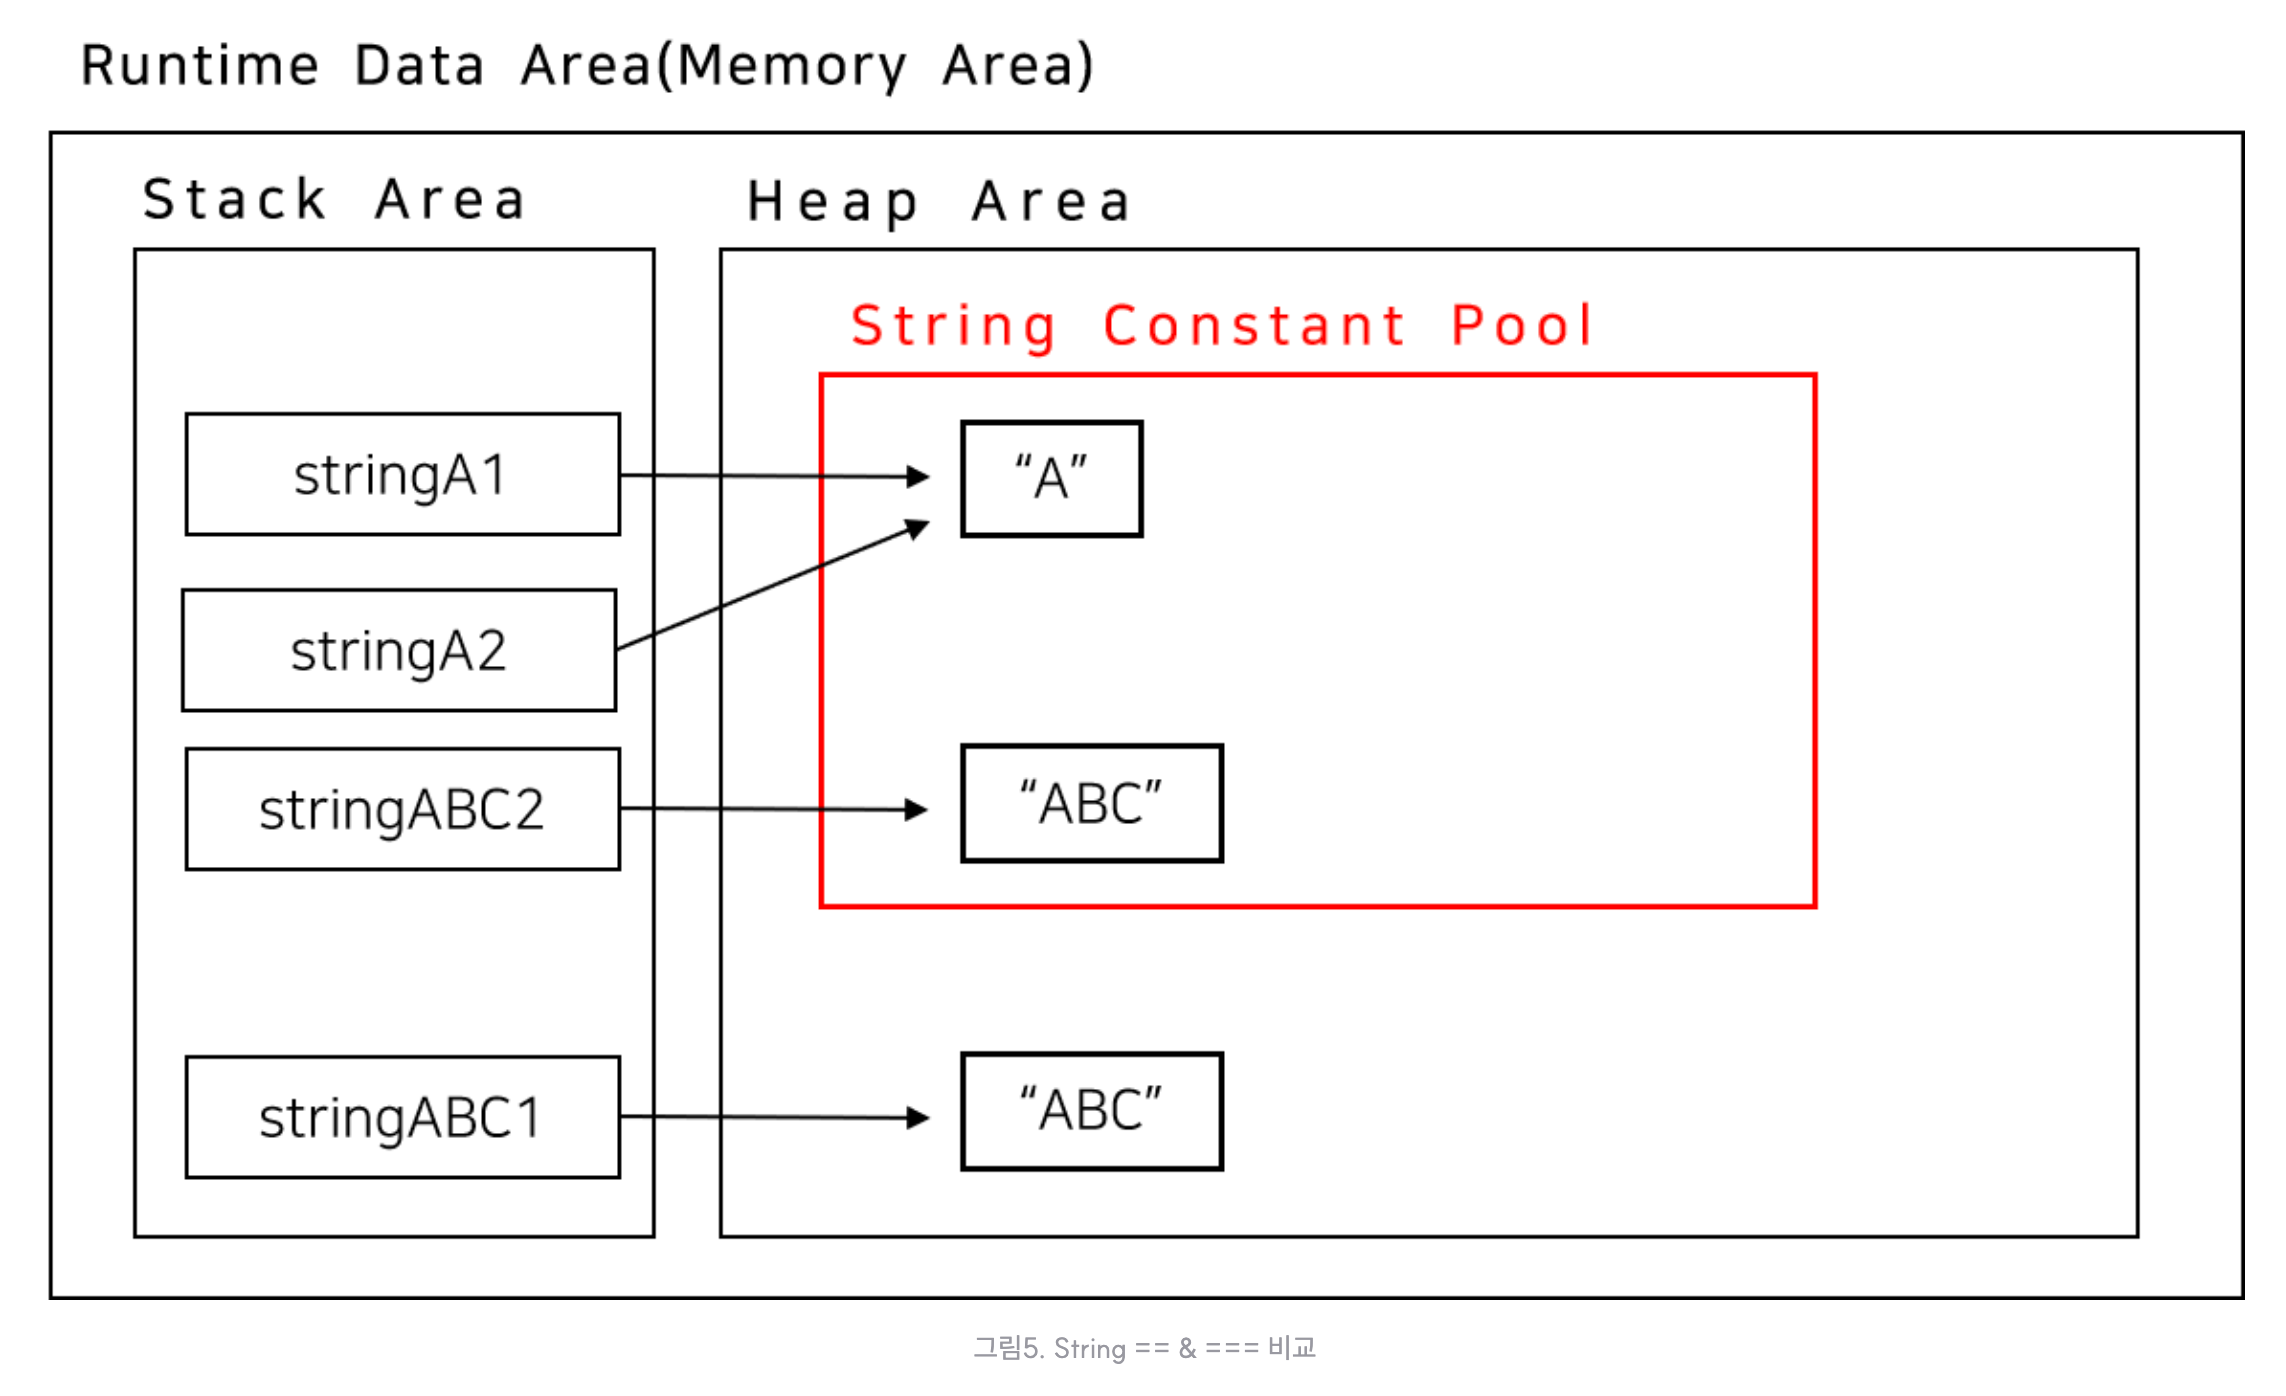 Runtime Data Area(Memory Area)
Stack Area
Heap Area
String Constant Pool
stringA1
“A”
stringA2
stringABC2
“ABC”
stringABC1
“ABC”
그림5. String == & === 비교